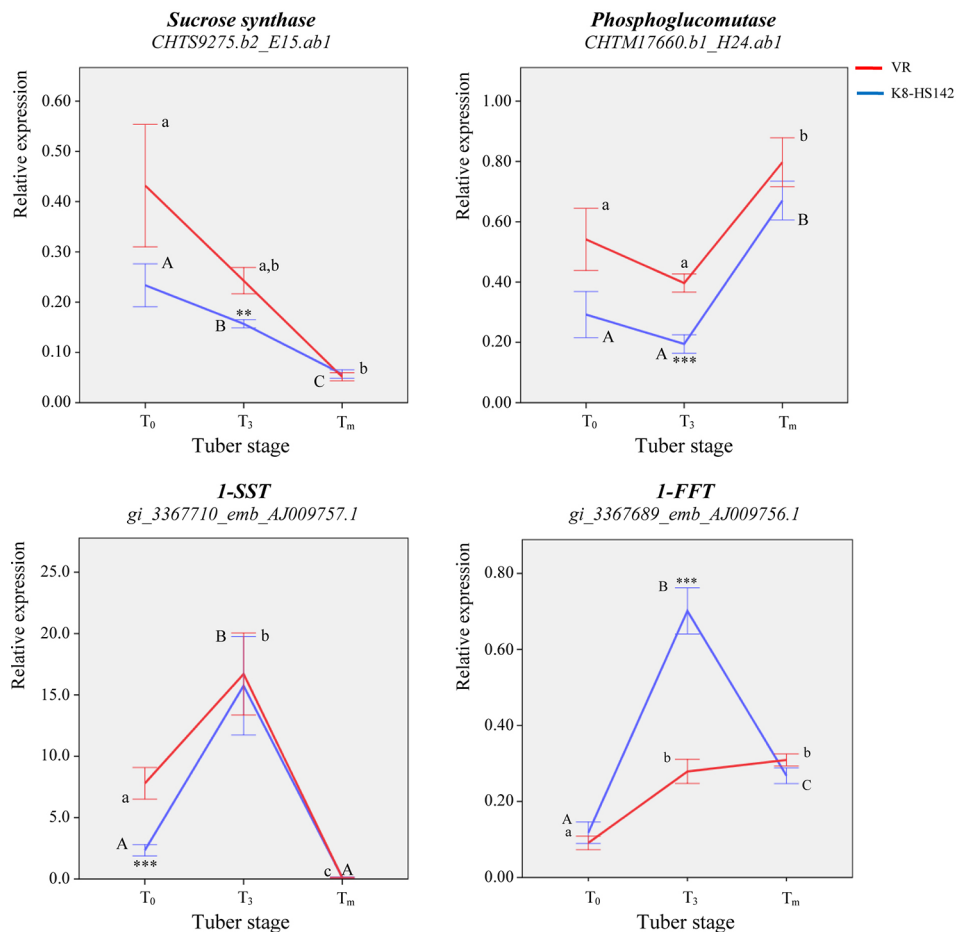 Sucrose synthase
CHTS9275.b2_E15.ab1
Relative expression
0.60
0.50
0.40
0.30
0.20
0.10
0.00
a
A
a,b
**
B
b
C
T0
T3
Tm
Tuber stage
Phosphoglucomutase
CHTM17660.b1_H24.ab1
VR
K8-HS142
Relative expression
1.00
0.80
0.60
0.40
0.20
0.00
b
a
B
a
A
A
***
T0
T3
Tm
Tuber stage
1-SST
gi_3367710_emb_AJ009757.1
Relative expression
25.0
20.0
15.0
10.0
5.0
0.0
B
b
a
A
***
c
A
T0
T3
Tm
Tuber stage
1-FFT
gi_3367689_emb_AJ009756.1
Relative expression
0.80
0.60
0.40
0.20
0.00
***
B
b
b
C
A
a
T0
T3
Tm
Tuber stage